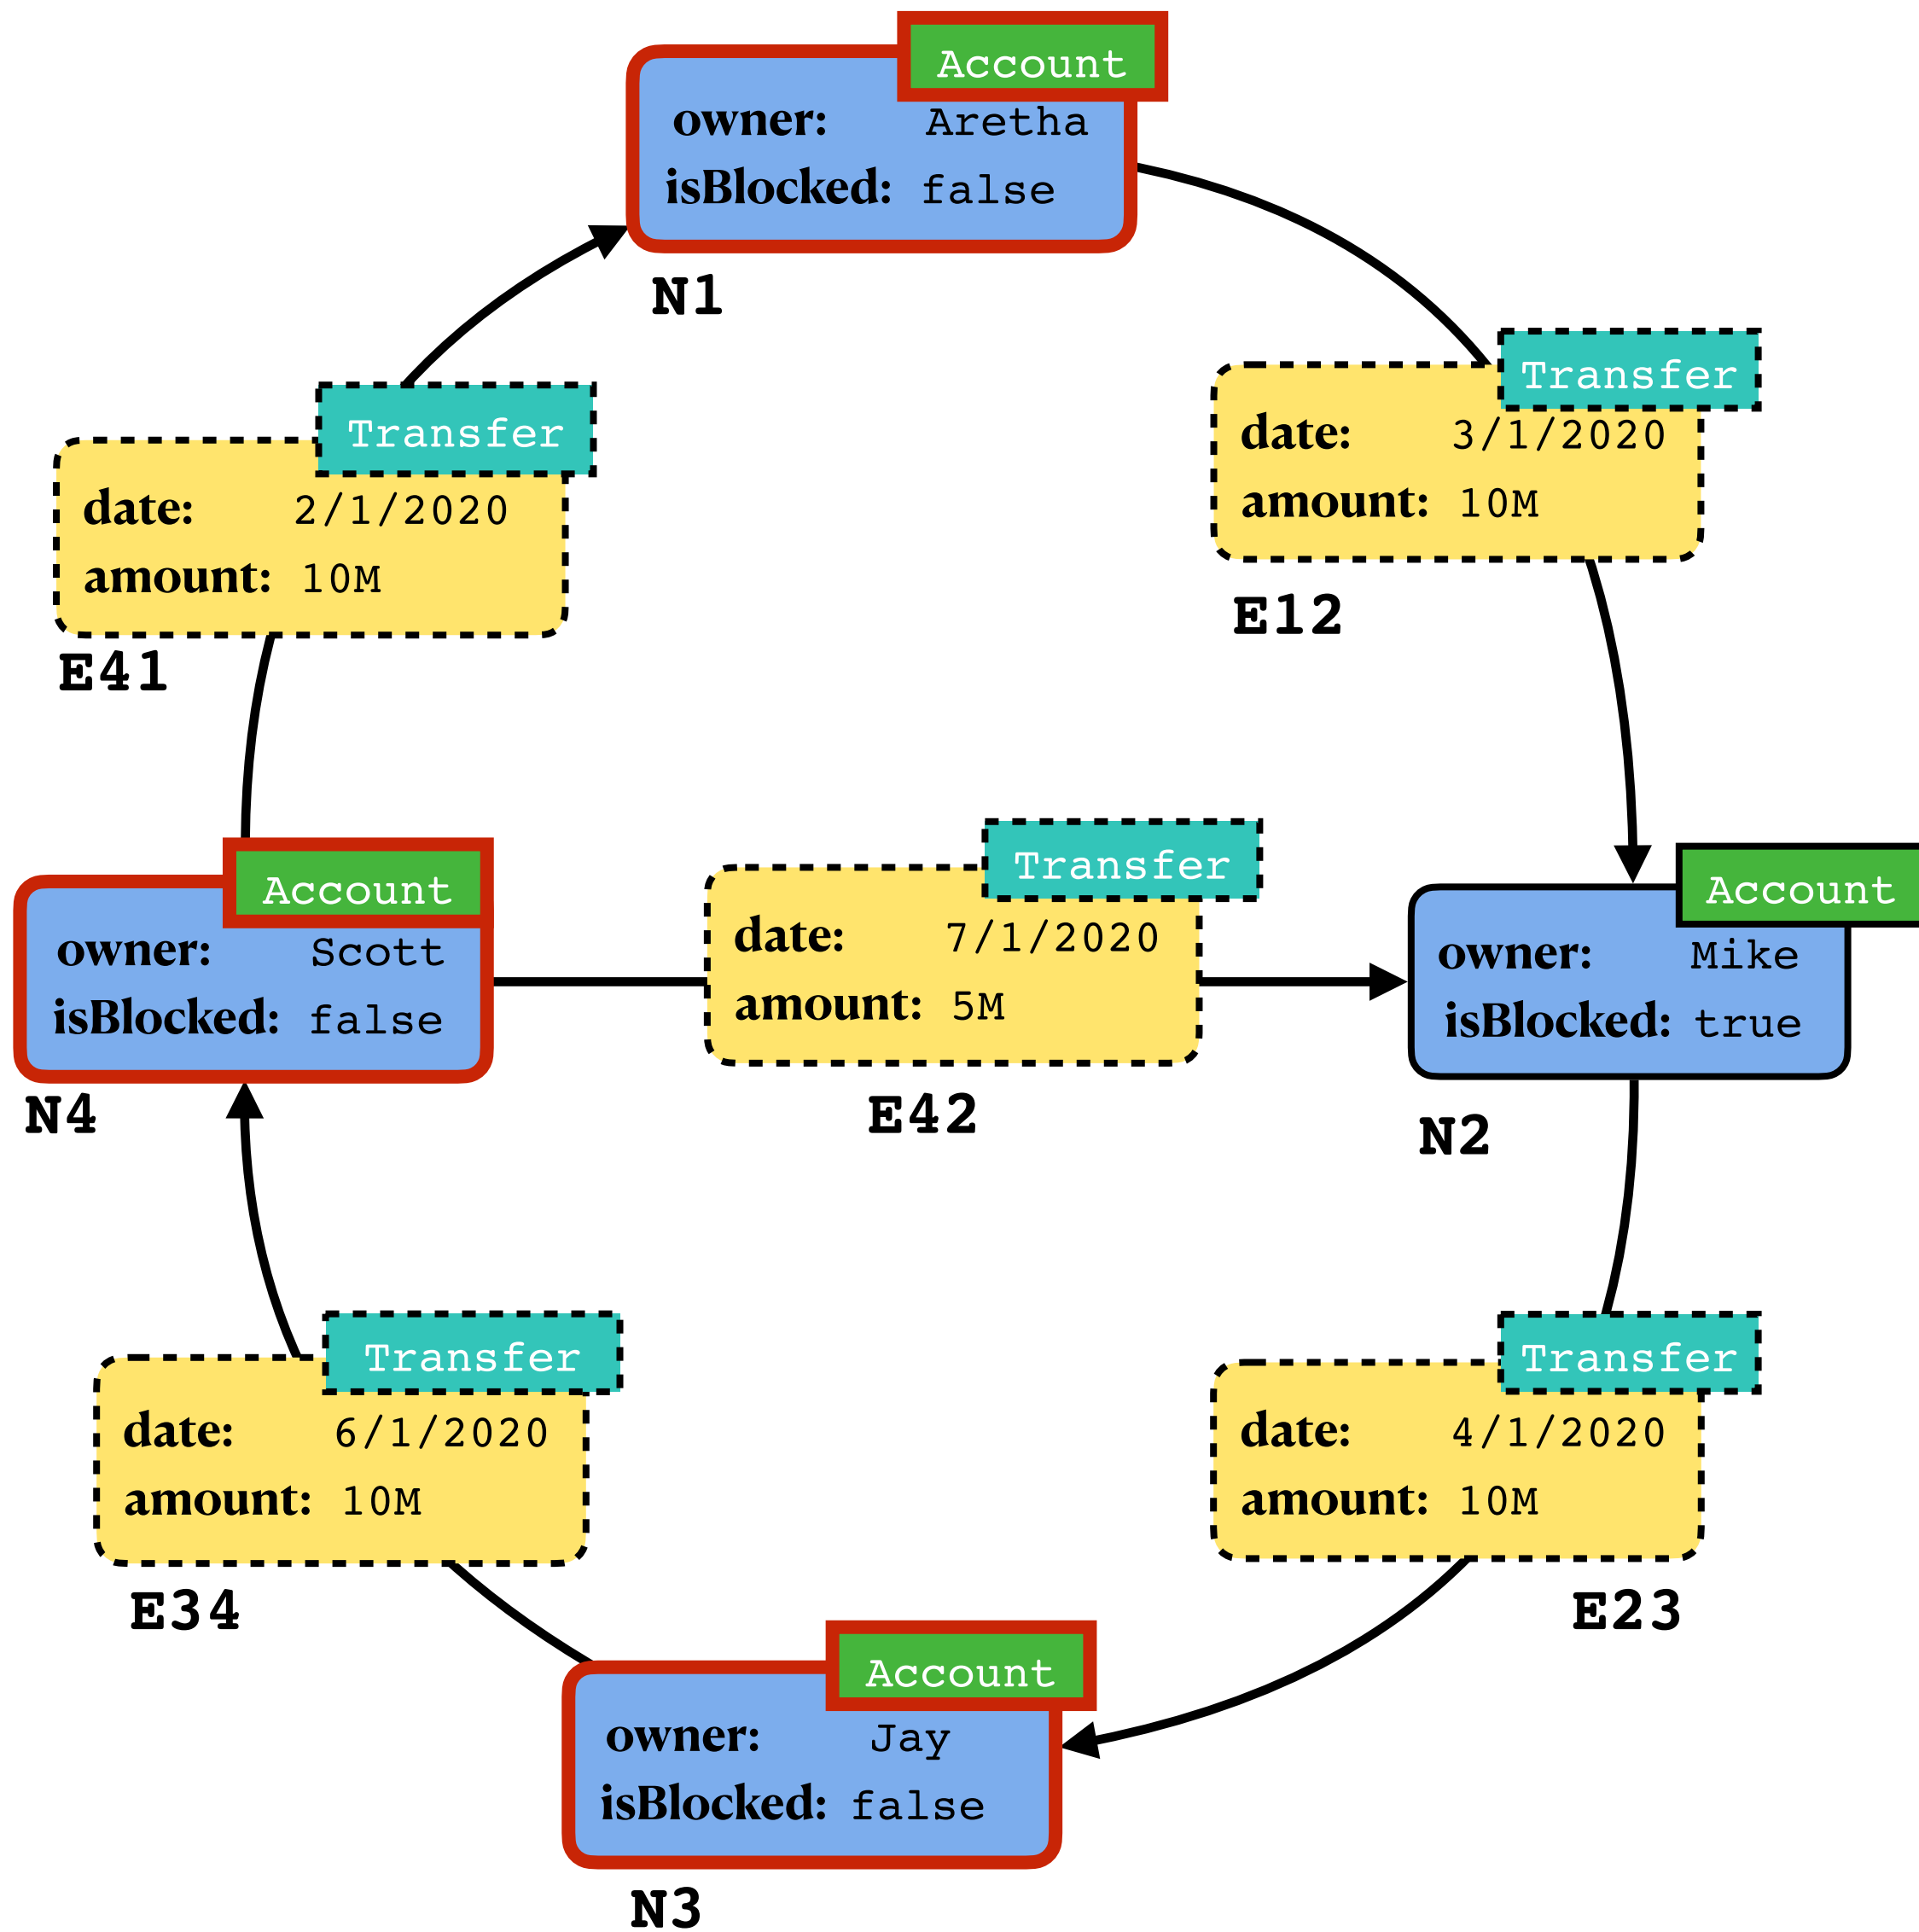 Account
owner: Aretha
isBlocked: false
N1
Transfer
date: 3/1/2020
amount: 10M
E12
Transfer
date: 2/1/2020
amount: 10M
E41
Account
owner: Scott
isBlocked: false
N4
Transfer
date: 7/1/2020
amount: 5M
E42
Account
owner: Mike
isBlocked: true
N2
Transfer
date: 6/1/2020
amount: 10M
E34
Transfer
date: 4/1/2020
amount: 10M
E23
Account
owner: Jay
isBlocked: false
N3